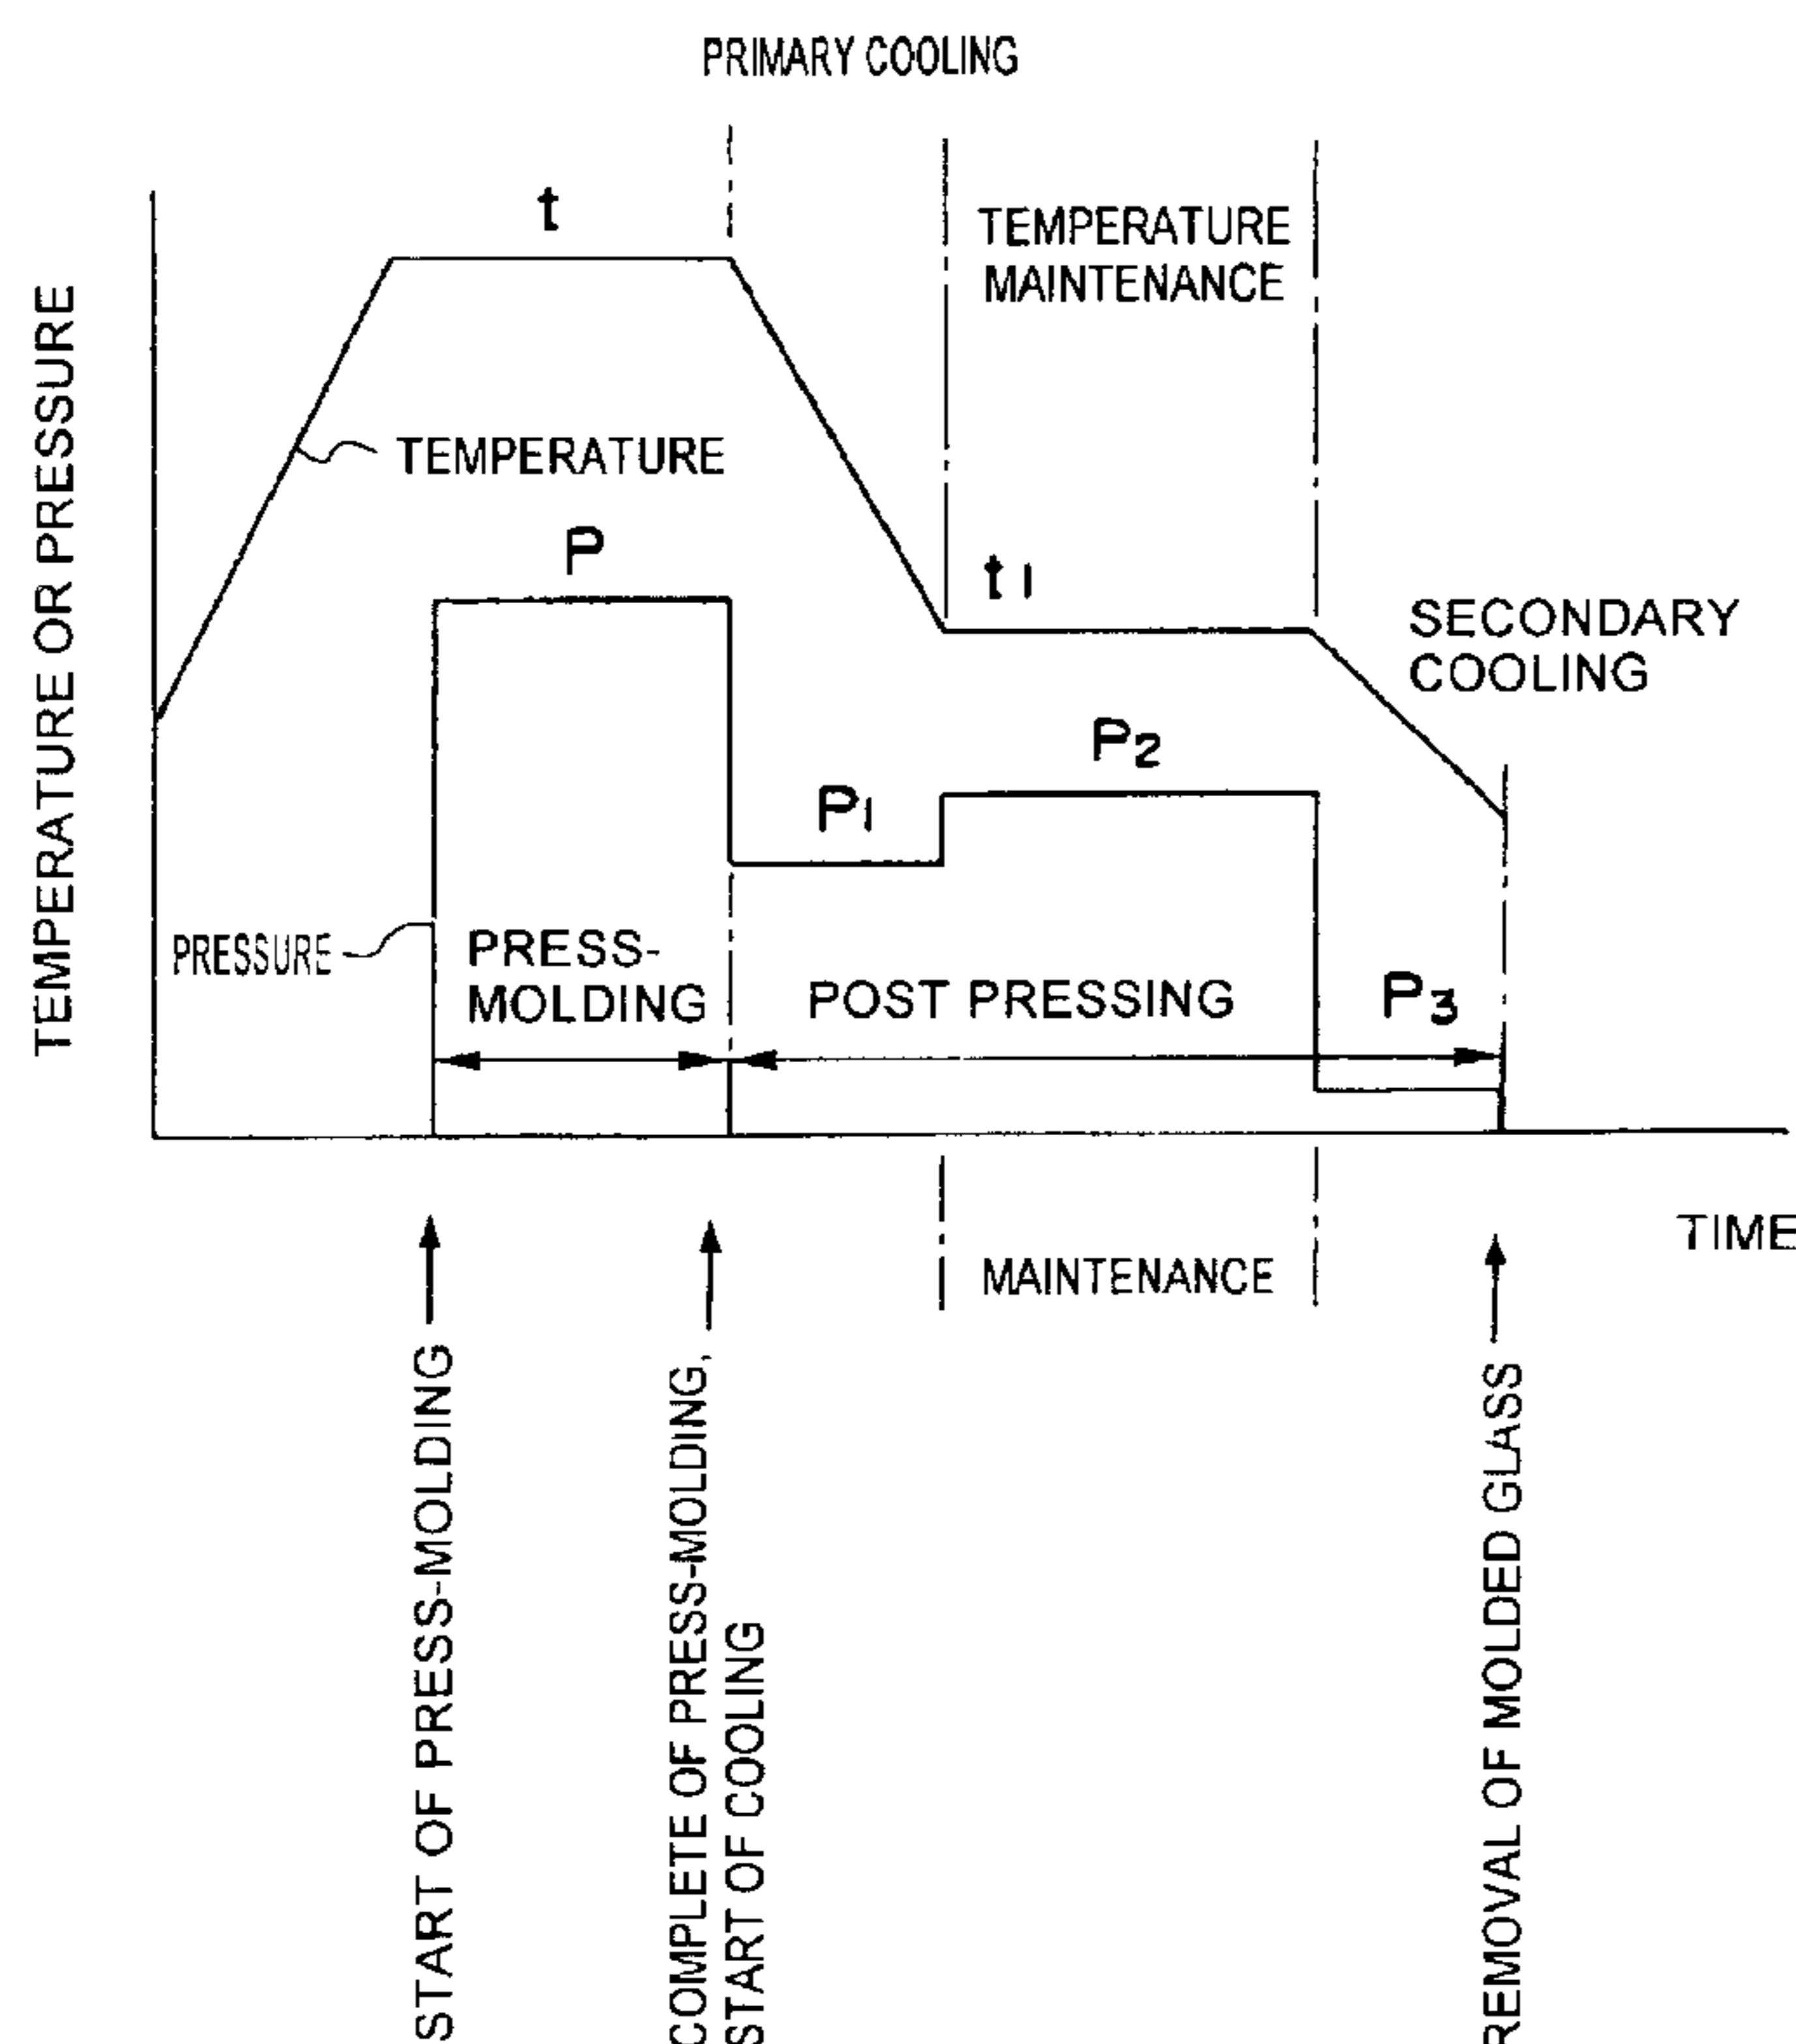 PRIMARY COOLING
t
TEMPERATURE
MAINTENANCE
TEMPERATURE OR PRESSURE
TEMPERATURE
P
t1
SECONDARY
COOLING
P2
P1
PRESSURE
PRESS-
MOLDING
POST PRESSING
P3
TIME
MAINTENANCE
START OF PRESS-MOLDING
COMPLETE OF PRESS-MOLDING,
START OF COOLING
REMOVAL OF MOLDED GLASS